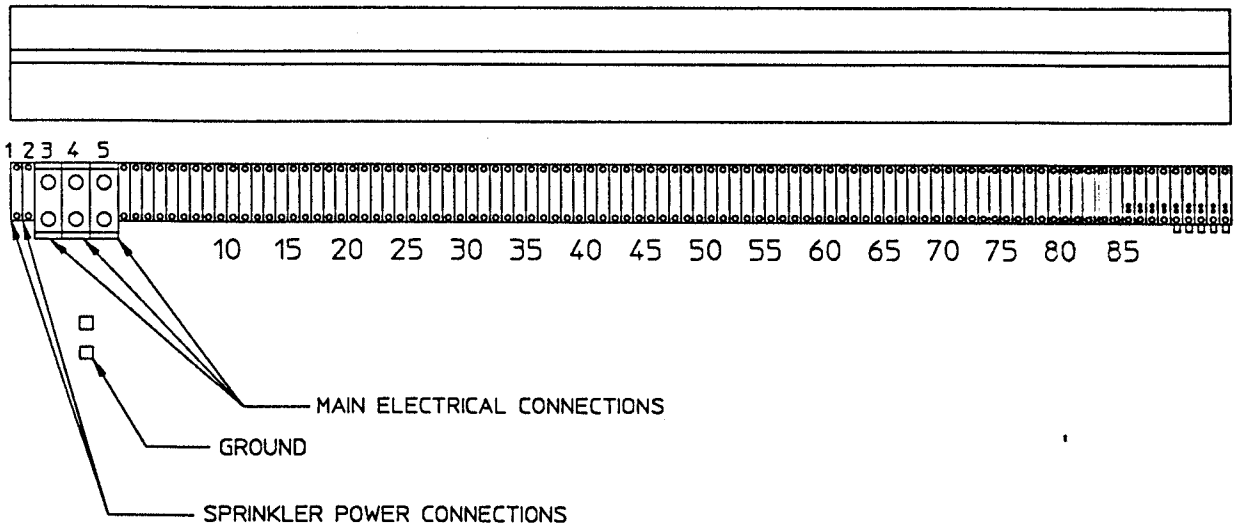 1 2 3 4 5
10 15 20 25 30 35 40 45 50 55 60 65 70 75 80 85
MAIN ELECTRICAL CONNECTIONS
GROUND
SPRINKLER POWER CONNECTIONS